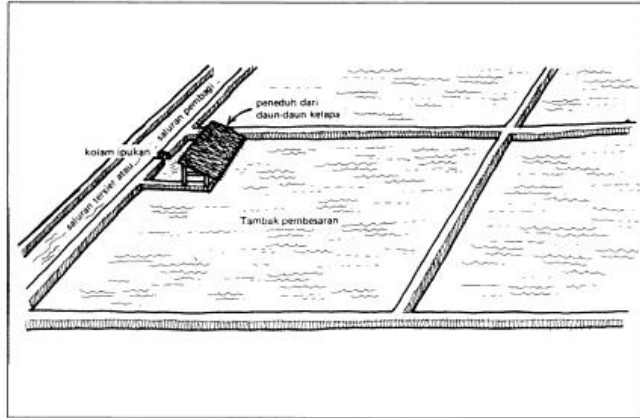 peneduh dari
daun-daun kelapa
saluran pembagi
kolam ipukan
saluran tersier atau
Tambak pembesaran